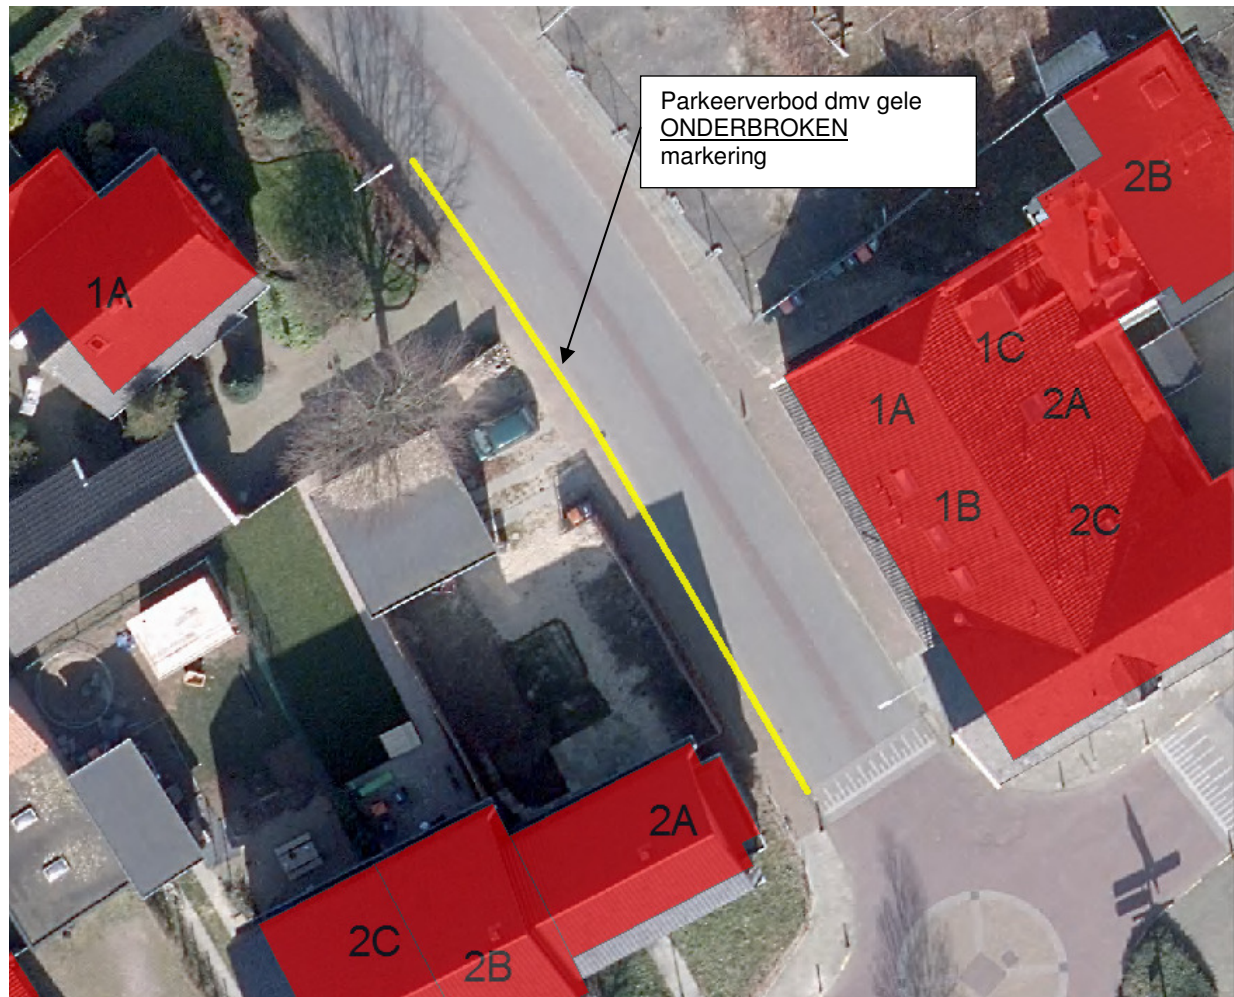 Parkeerverbod dmv gele
ONDERBROKEN
markering
2B
1A
1C
1A
2A
1B
2C
2A
2C
2B